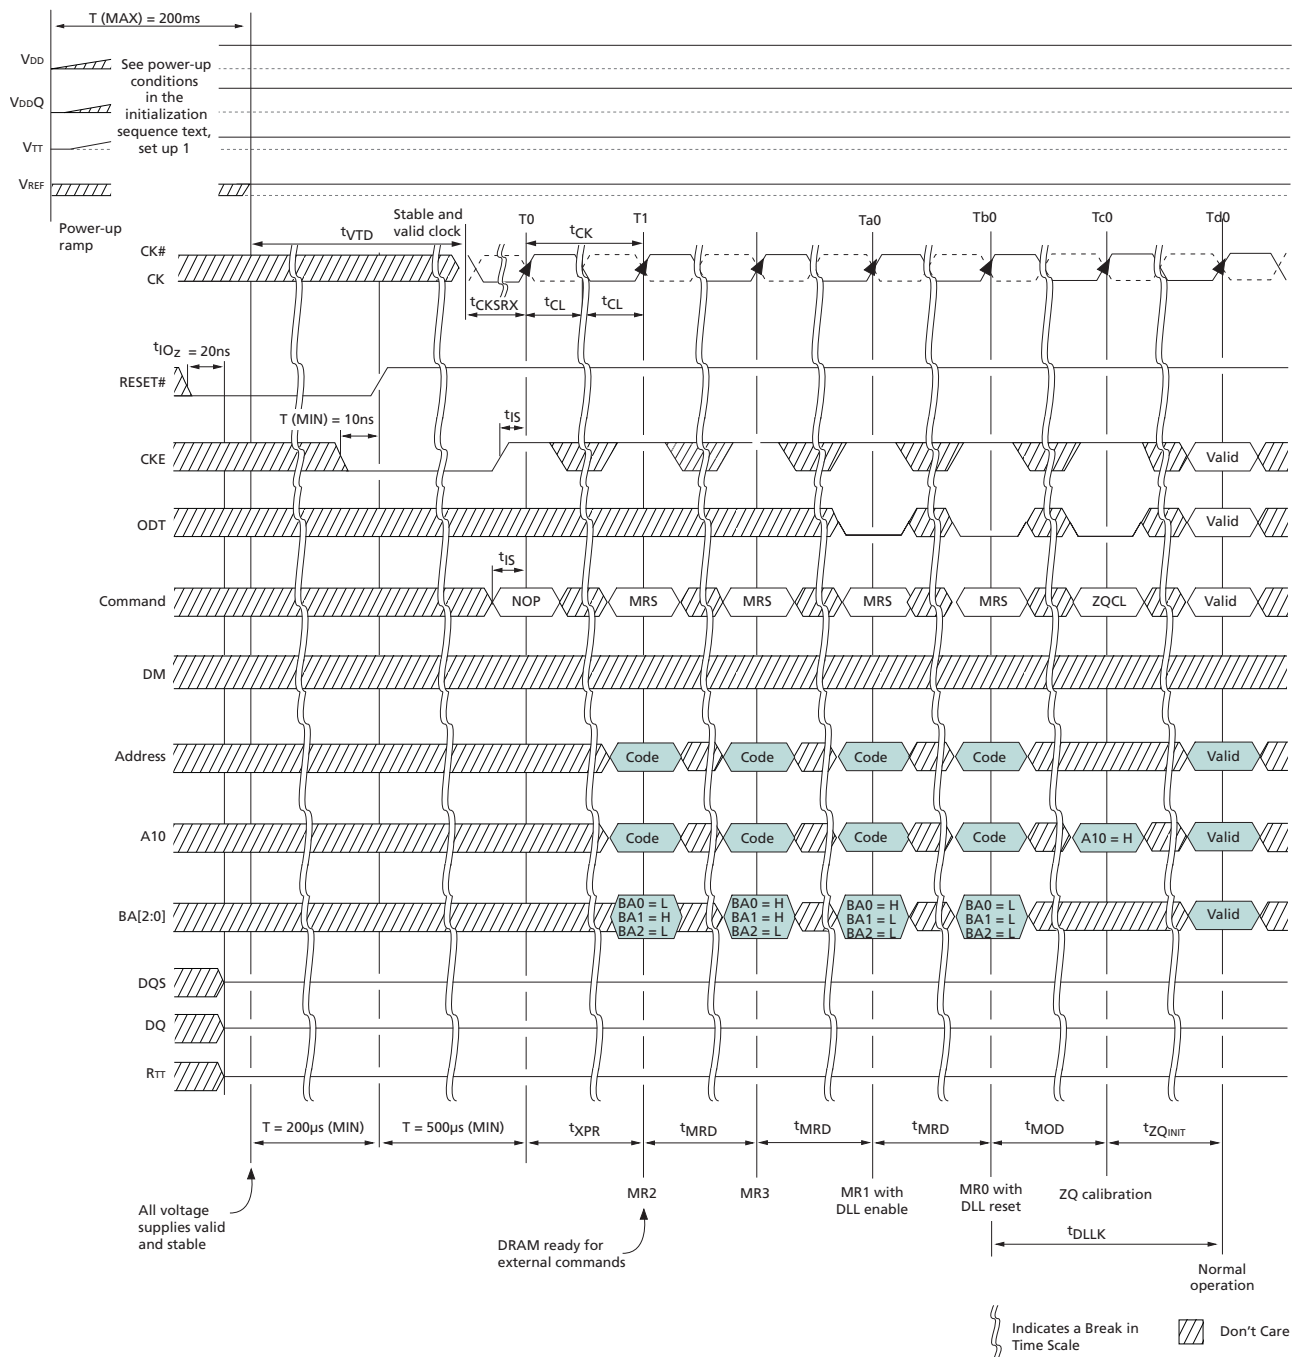 T (MAX) = 200ms
VDD
See power-up
conditions
in the
initialization
sequence text,
set up 1
VDDQ
VTT
VREF
Power-up
ramp
Stable and
valid clock
T0
T1
Ta0
Tb0
Tc0
Td0
tVTD
tCK
CK#
CK
tCKSRX
tCL
tCL
tIOz = 20ns
RESET#
T (MIN) = 10ns
tIS
CKE
Valid
ODT
Valid
tIS
Command
NOP
MRS
MRS
MRS
MRS
ZQCL
Valid
DM
Address
Code
Code
Code
Code
Valid
A10
Code
Code
Code
Code
A10 = H
Valid
BA[2:0]
BA0 = L
BA1 = H
BA2 = L
BA0 = H
BA1 = H
BA2 = L
BA0 = H
BA1 = L
BA2 = L
BA0 = L
BA1 = L
BA2 = L
Valid
DQS
DQ
RTT
T = 200µs (MIN)
T = 500µs (MIN)
tXPR
tMRD
tMRD
tMRD
tMOD
tZQINIT
All voltage
supplies valid
and stable
MR2
MR3
MR1 with
DLL enable
MR0 with
DLL reset
ZQ calibration
DRAM ready for
external commands
tDLLK
Normal
operation
Indicates a Break in
Time Scale
Don't Care